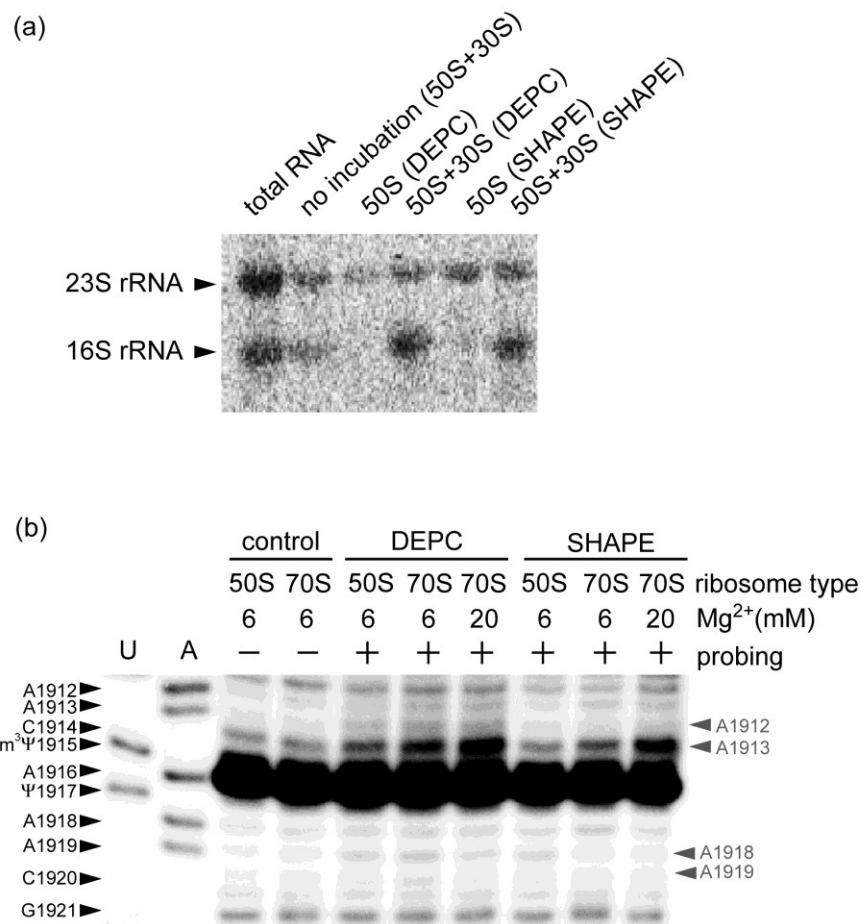 (a)
total RNA
no incubation (50S+30S)
50S (DEPC)
50S+30S (DEPC)
50S (SHAPE)
50S+30S (SHAPE)
23S rRNA
16S rRNA
(b)
control DEPC SHAPE
50S 70S 50S 70S 70S 50S 70S 70S ribosome type
6 6 6 6 20 6 6 20 Mg²⁺(mM)
U A − − + + + + + + probing
A1912
A1913
C1914 A1912
m³Ψ1915 A1913
A1916
Ψ1917
A1918
A1919 A1918
C1920 A1919
G1921